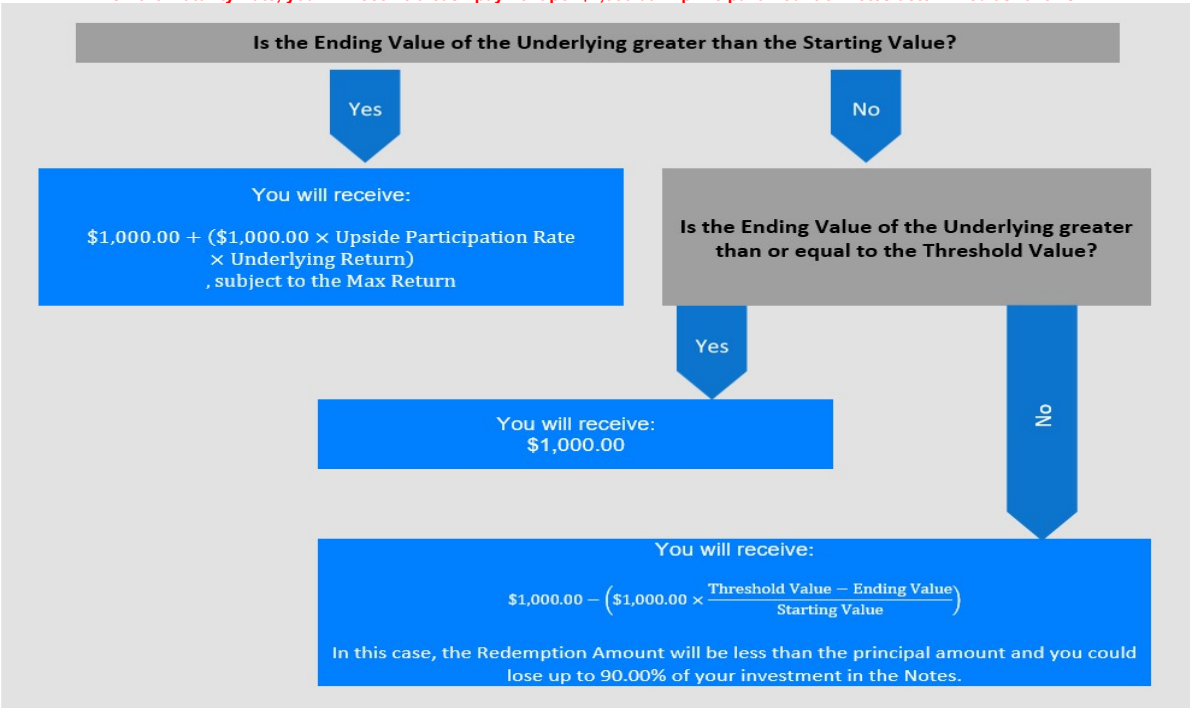 Is the Ending Value of the Underlying greater than the Starting Value?
Yes
No
You will receive:
$1,000.00 + ($1,000.00 × Upside Participation Rate
× Underlying Return)
, subject to the Max Return
Is the Ending Value of the Underlying greater
than or equal to the Threshold Value?
Yes
No
You will receive:
$1,000.00
You will receive:
$1,000.00 − ($1,000.00 × Threshold Value − Ending Value
Starting Value)
In this case, the Redemption Amount will be less than the principal amount and you could
lose up to 90.00% of your investment in the Notes.